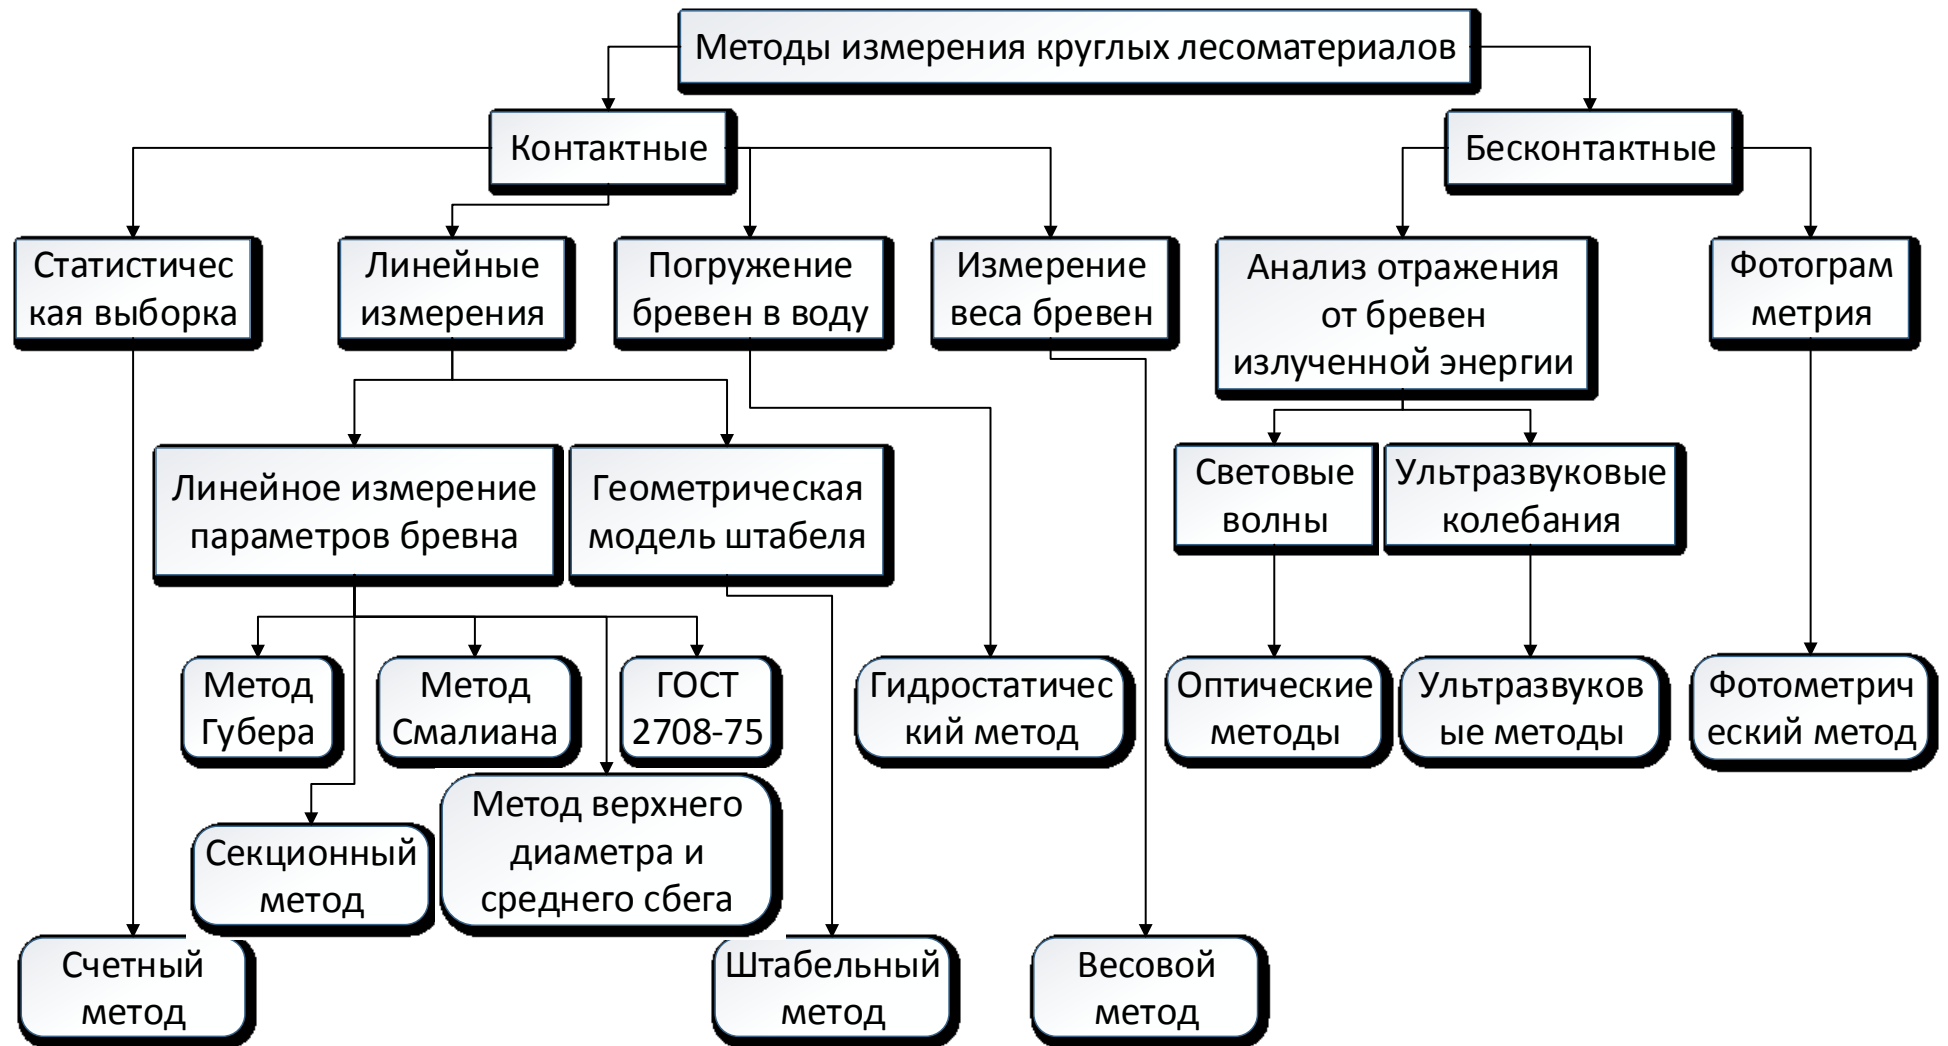 Методы измерения круглых лесоматериалов
Контактные
Бесконтактные
Статистичес
кая выборка
Линейные
измерения
Погружение
бревен в воду
Измерение
веса бревен
Анализ отражения
от бревен
излученной энергии
Фотограм
метрия
Линейное измерение
параметров бревна
Геометрическая
модель штабеля
Световые
волны
Ультразвуковые
колебания
Метод
Губера
Метод
Смалиана
ГОСТ
2708-75
Гидростатичес
кий метод
Оптические
методы
Ультразвуков
ые методы
Фотометрич
еский метод
Секционный
метод
Метод верхнего
диаметра и
среднего сбега
Счетный
метод
Штабельный
метод
Весовой
метод